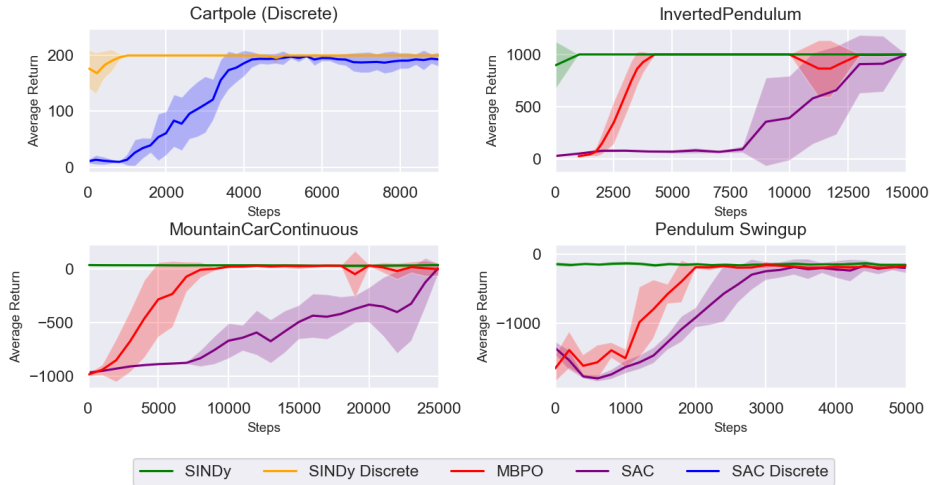 Cartpole (Discrete)
Average Return
200
100
0
0 2000 4000 6000 8000
Steps
InvertedPendulum
Average Return
1000
500
0
0 2500 5000 7500 10000 13000 15000
Steps
MountainCarContinuous
Average Return
0
−500
−1000
0 5000 10000 15000 20000 25000
Steps
Pendulum Swingup
Average Return
0
−1000
0 1000 2000 3000 4000 5000
Steps
SINDy SINDy Discrete MBPO SAC SAC Discrete